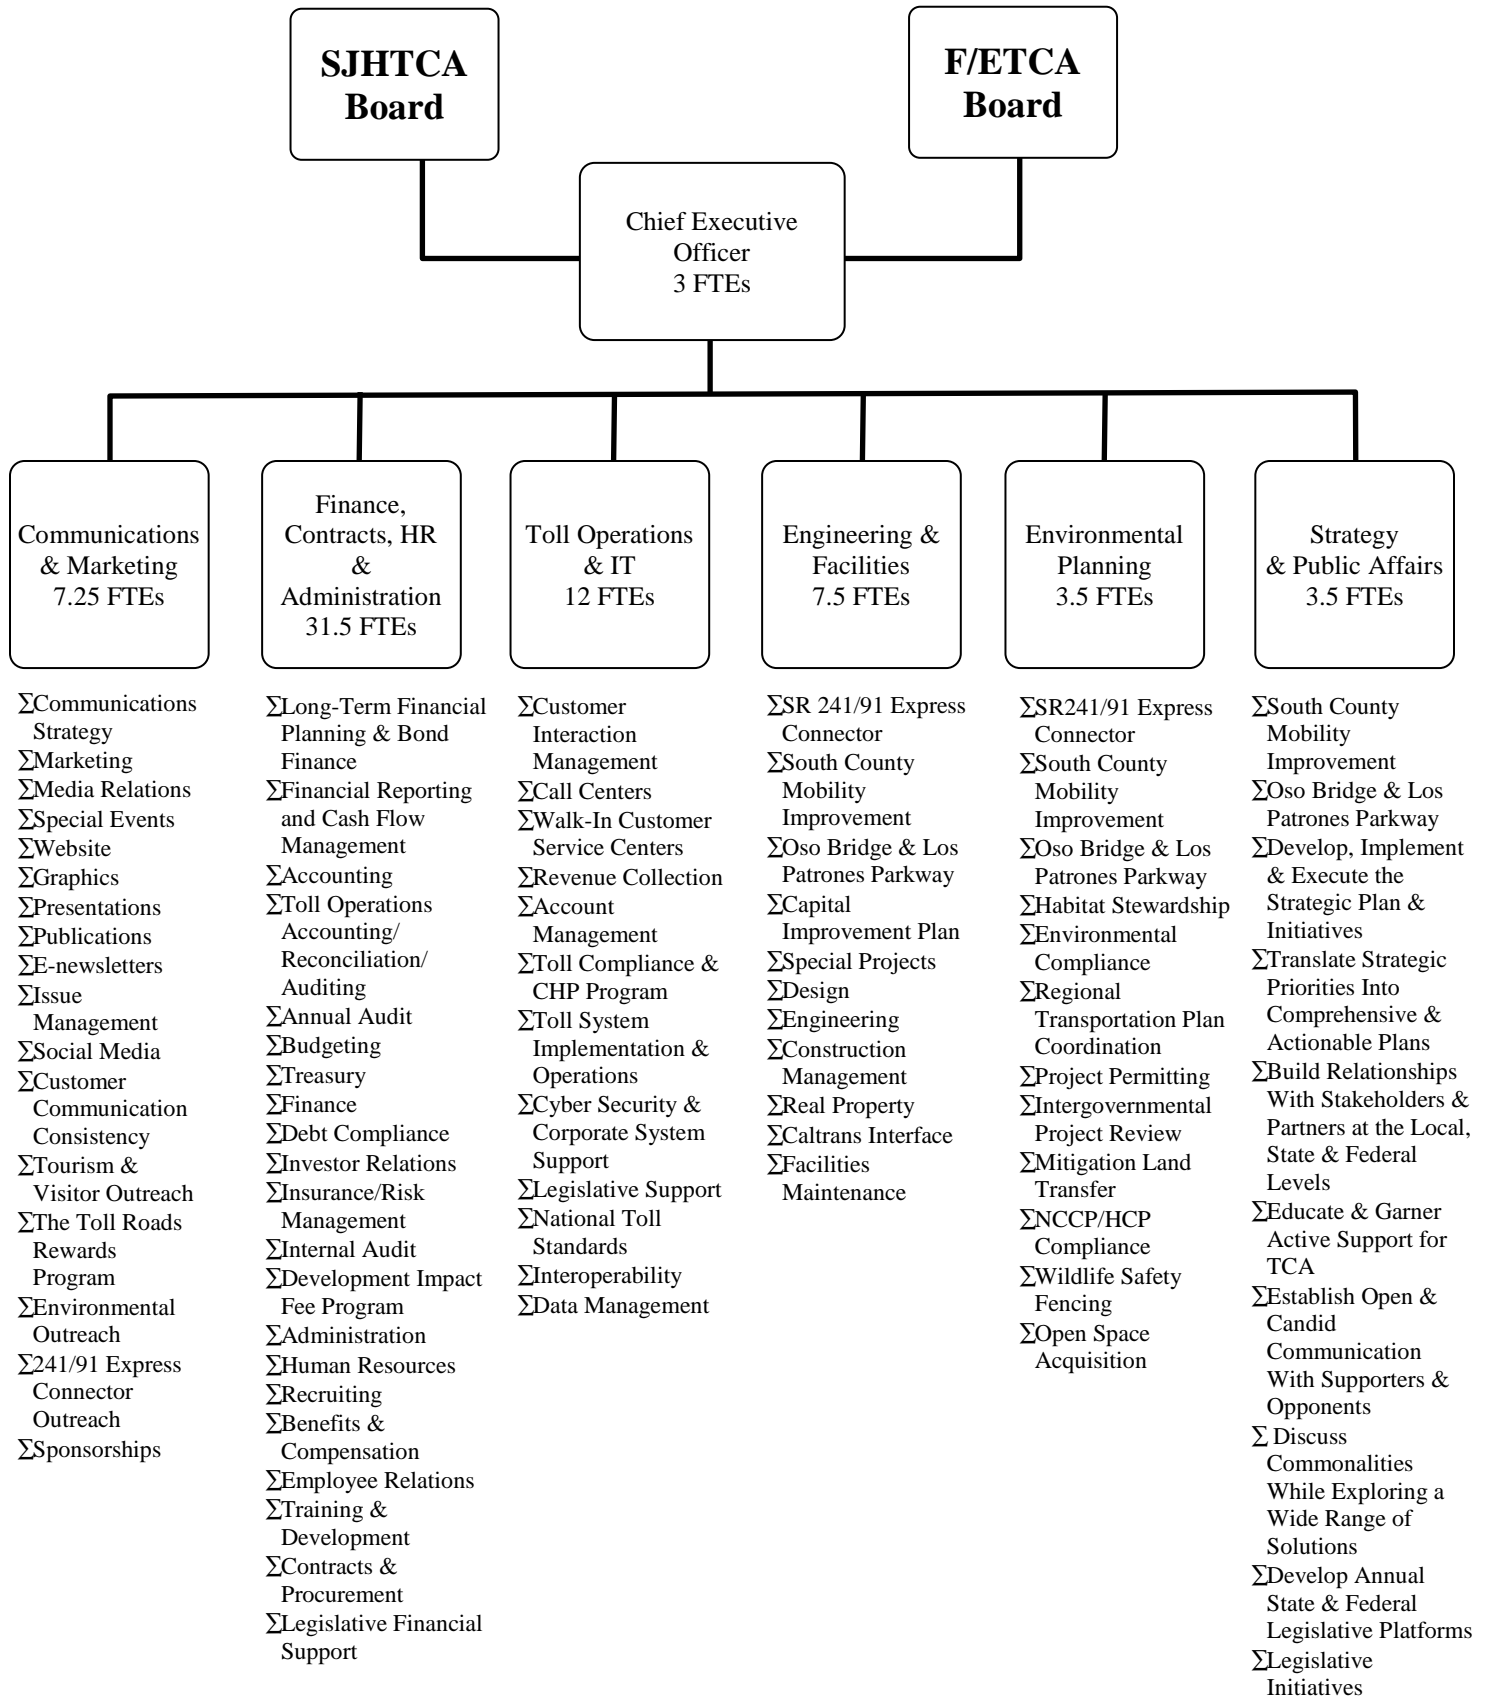 SJHTCA
Board
F/ETCA
Board
Chief Executive
Officer
3 FTEs
Communications
& Marketing
7.25 FTEs
Finance,
Contracts, HR
&
Administration
31.5 FTEs
Toll Operations
& IT
12 FTEs
Engineering &
Facilities
7.5 FTEs
Environmental
Planning
3.5 FTEs
Strategy
& Public Affairs
3.5 FTEs
∑Communications
Strategy
∑Marketing
∑Media Relations
∑Special Events
∑Website
∑Graphics
∑Presentations
∑Publications
∑E-newsletters
∑Issue
Management
∑Social Media
∑Customer
Communication
Consistency
∑Tourism &
Visitor Outreach
∑The Toll Roads
Rewards
Program
∑Environmental
Outreach
∑241/91 Express
Connector
Outreach
∑Sponsorships
∑Long-Term Financial
Planning & Bond
Finance
∑Financial Reporting
and Cash Flow
Management
∑Accounting
∑Toll Operations
Accounting/
Reconciliation/
Auditing
∑Annual Audit
∑Budgeting
∑Treasury
∑Finance
∑Debt Compliance
∑Investor Relations
∑Insurance/Risk
Management
∑Internal Audit
∑Development Impact
Fee Program
∑Administration
∑Human Resources
∑Recruiting
∑Benefits &
Compensation
∑Employee Relations
∑Training &
Development
∑Contracts &
Procurement
∑Legislative Financial
Support
∑Customer
Interaction
Management
∑Call Centers
∑Walk-In Customer
Service Centers
∑Revenue Collection
∑Account
Management
∑Toll Compliance &
CHP Program
∑Toll System
Implementation &
Operations
∑Cyber Security &
Corporate System
Support
∑Legislative Support
∑National Toll
Standards
∑Interoperability
∑Data Management
∑SR 241/91 Express
Connector
∑South County
Mobility
Improvement
∑Oso Bridge & Los
Patrones Parkway
∑Capital
Improvement Plan
∑Special Projects
∑Design
∑Engineering
∑Construction
Management
∑Real Property
∑Caltrans Interface
∑Facilities
Maintenance
∑SR241/91 Express
Connector
∑South County
Mobility
Improvement
∑Oso Bridge & Los
Patrones Parkway
∑Habitat Stewardship
∑Environmental
Compliance
∑Regional
Transportation Plan
Coordination
∑Project Permitting
∑Intergovernmental
Project Review
∑Mitigation Land
Transfer
∑NCCP/HCP
Compliance
∑Wildlife Safety
Fencing
∑Open Space
Acquisition
∑South County
Mobility
Improvement
∑Oso Bridge & Los
Patrones Parkway
∑Develop, Implement
& Execute the
Strategic Plan &
Initiatives
∑Translate Strategic
Priorities Into
Comprehensive &
Actionable Plans
∑Build Relationships
With Stakeholders &
Partners at the Local,
State & Federal
Levels
∑Educate & Garner
Active Support for
TCA
∑Establish Open &
Candid
Communication
With Supporters &
Opponents
∑ Discuss
Commonalities
While Exploring a
Wide Range of
Solutions
∑Develop Annual
State & Federal
Legislative Platforms
∑Legislative
Initiatives